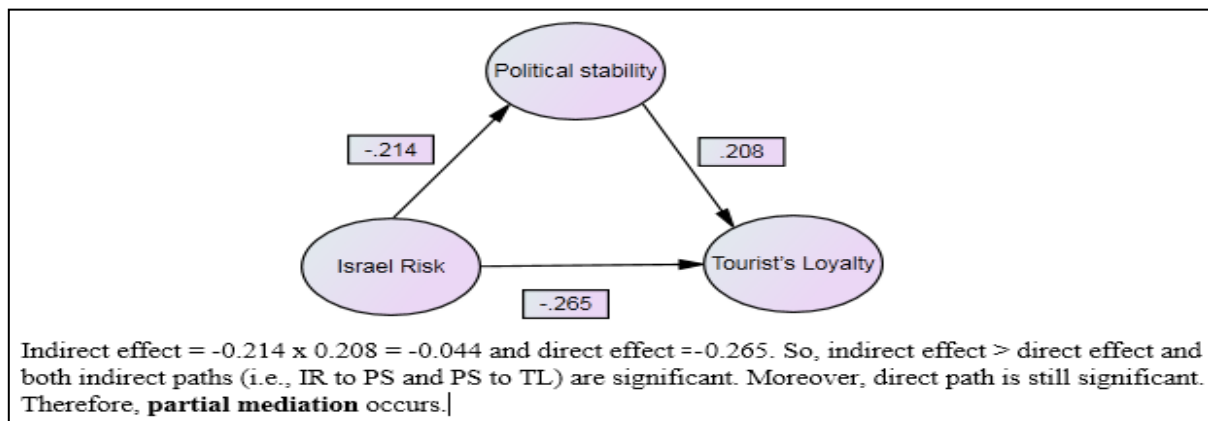 Political stability
-.214
.208
Israel Risk
Tourist's Loyalty
-.265
Indirect effect = -0.214 x 0.208 = -0.044 and direct effect =-0.265. So, indirect effect > direct effect and
both indirect paths (i.e., IR to PS and PS to TL) are significant. Moreover, direct path is still significant.
Therefore, partial mediation occurs.